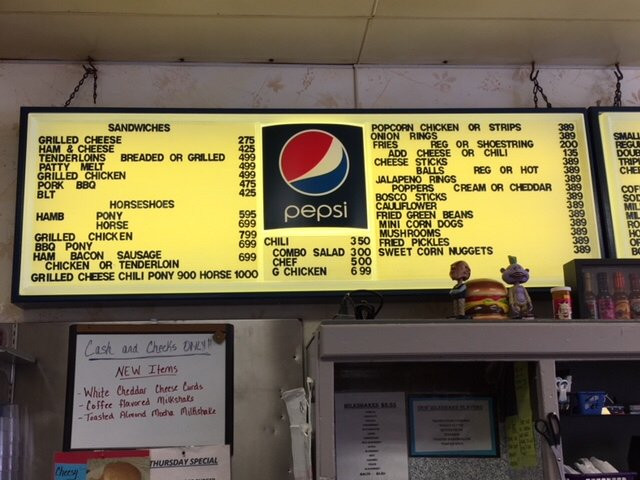 SANDWICHES
GRILLED CHEESE 275
HAM & CHEESE 425
TENDERLOINS BREADED OR GRILLED 499
PATTY MELT 499
GRILLED CHICKEN 499
PORK BBQ 475
BLT 425
HORSESHOES
HAMB PONY 595
HORSE 699
GRILLED CHICKEN 799
BBQ PONY 699
HAM BACON SAUSAGE 699
CHICKEN OR TENDERLOIN
GRILLED CHEESE CHILI PONY 900 HORSE 1000
pepsi
CHILI 350
COMBO SALAD 300
CHEF 500
G CHICKEN 699
POPCORN CHICKEN OR STRIPS 389
ONION RINGS 389
FRIES REG OR SHOESTRING 200
ADD CHEESE OR CHILI 135
CHEESE STICKS 389
BALLS REG OR HOT 389
JALAPENO RINGS 389
POPPERS CREAM OR CHEDDAR 389
BOSCO STICKS 389
CAULIFLOWER 389
FRIED GREEN BEANS 389
MINI CORN DOGS 389
MUSHROOMS 389
FRIED PICKLES 389
SWEET CORN NUGGETS 389
Cash and Checks ONLY!!
NEW Items
- White Cheddar Cheese Curds
- Coffee flavored Milkshake
- Toasted Almond Mocha Milkshake
Cheesy
THURSDAY SPECIAL